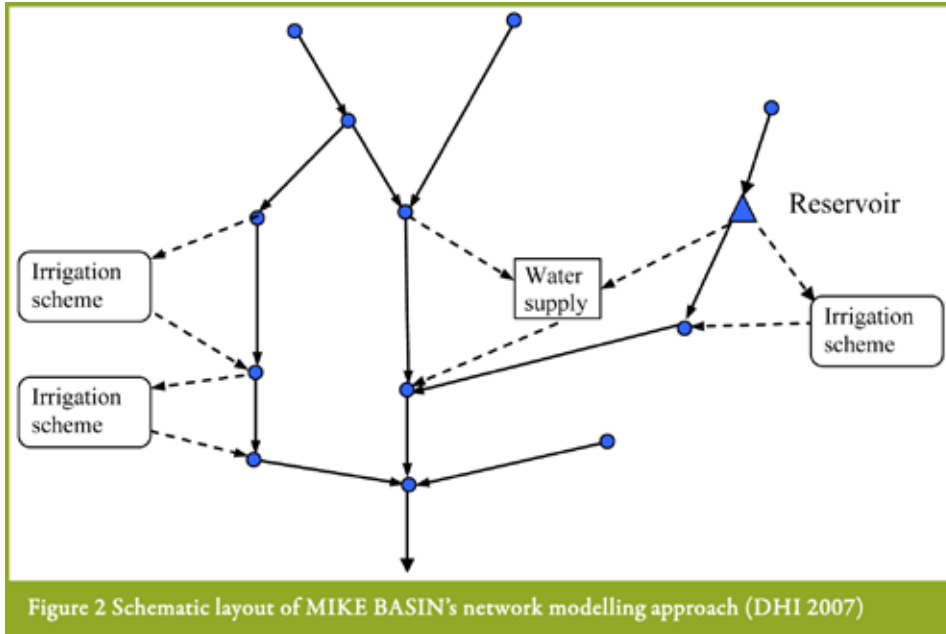 Reservoir
Irrigation
scheme
Water
supply
Irrigation
scheme
Irrigation
scheme
Figure 2 Schematic layout of MIKE BASIN's network modelling approach (DHI 2007)